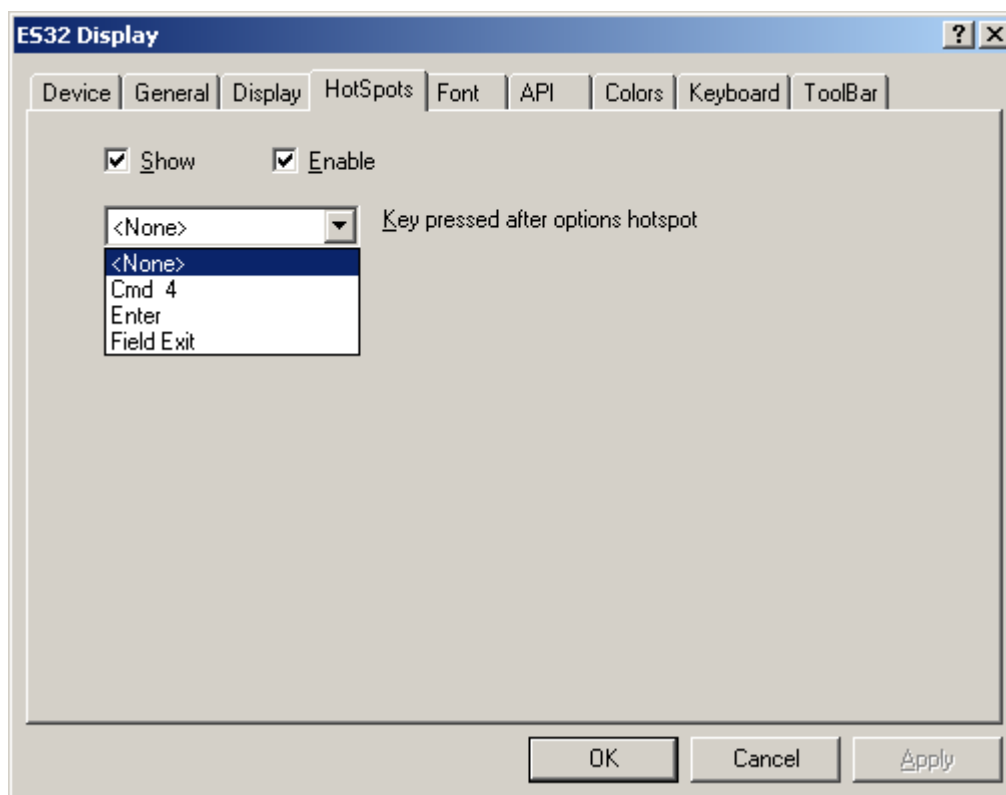 ES32 Display
Device General Display HotSpots Font API Colors Keyboard ToolBar
Show Enable
<None> Key pressed after options hotspot
<None>
Cmd 4
Enter
Field Exit
OK Cancel Apply